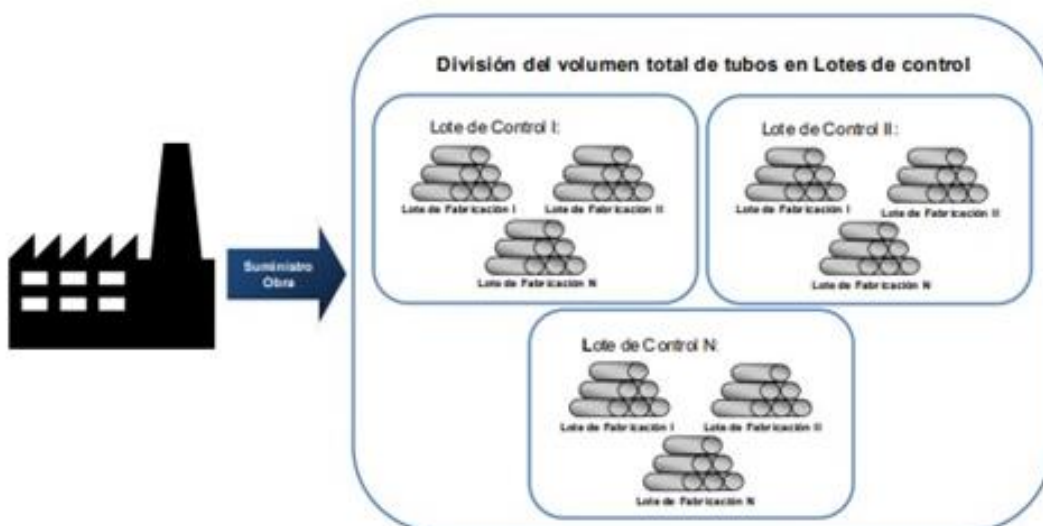 División del volumen total de tubos en Lotes de control
Lote de Control I:
Lote de Fabricación I
Lote de Fabricación II
Lote de Fabricación N
Lote de Control II:
Lote de Fabricación I
Lote de Fabricación II
Lote de Fabricación N
Suministro
Obra
Lote de Control N:
Lote de Fabricación I
Lote de Fabricación II
Lote de Fabricación N